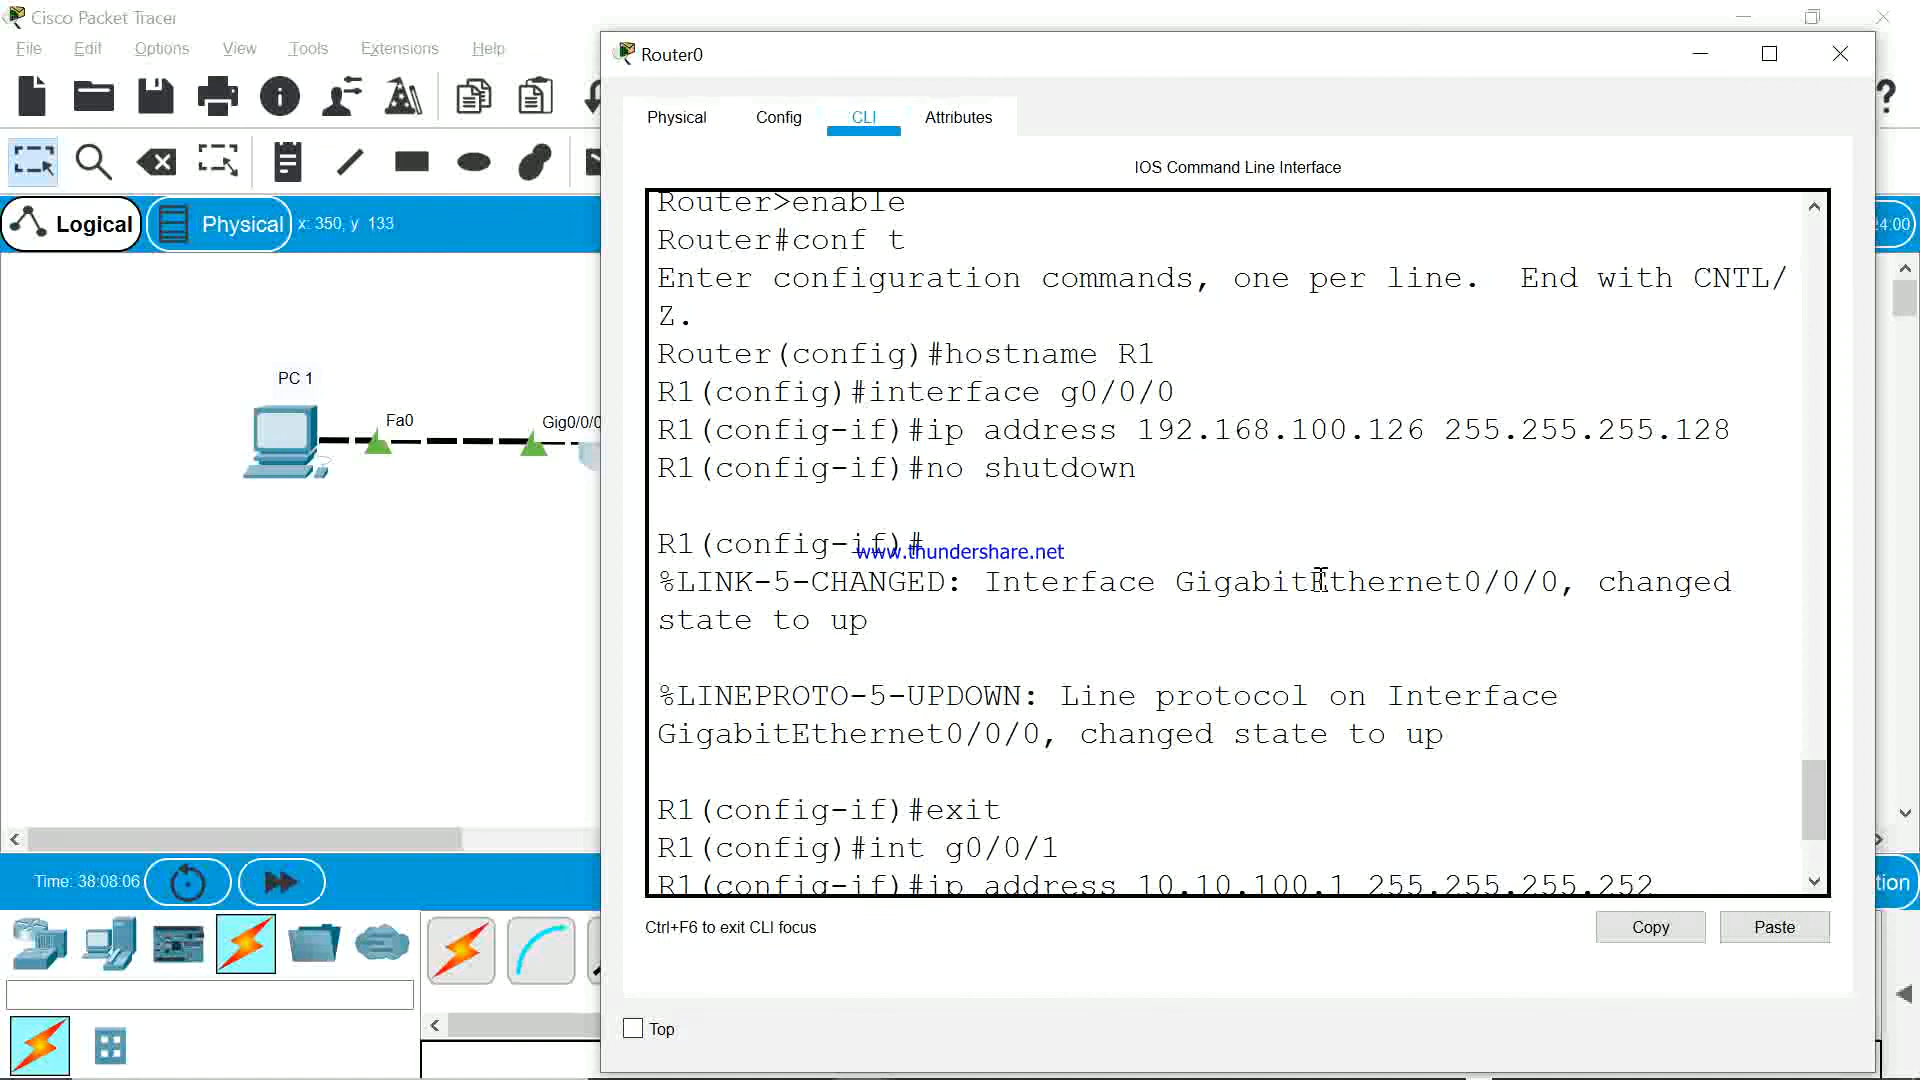 Cisco Packet Tracer
File Edit Options View Tools Extensions Help
Logical Physical x: 350, y 133
PC 1
Fa0
Gig0/0/0
Time: 38:08:06
Router0
Physical Config CLI Attributes
IOS Command Line Interface
Router>enable
Router#conf t
Enter configuration commands, one per line. End with CNTL/
Z.
Router(config)#hostname R1
R1(config)#interface g0/0/0
R1(config-if)#ip address 192.168.100.126 255.255.255.128
R1(config-if)#no shutdown
R1(config-if)#
www.thundershare.net
%LINK-5-CHANGED: Interface GigabitEthernet0/0/0, changed
state to up
%LINEPROTO-5-UPDOWN: Line protocol on Interface
GigabitEthernet0/0/0, changed state to up
R1(config-if)#exit
R1(config)#int g0/0/1
R1(config-if)#ip address 10.10.100.1 255.255.255.252
Ctrl+F6 to exit CLI focus
Copy Paste
Top